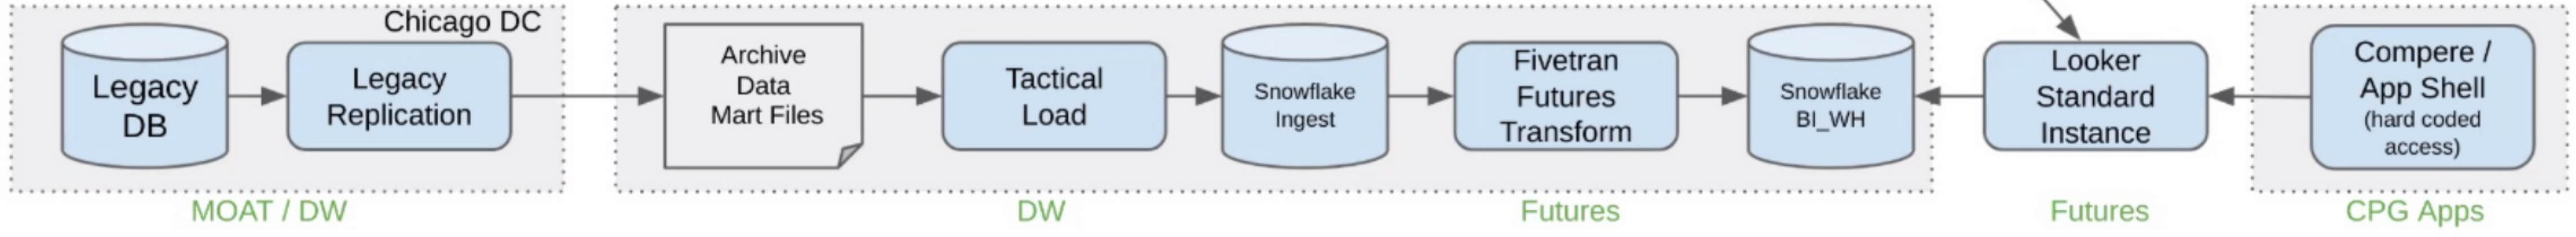 Chicago DC
Legacy
DB
Legacy
Replication
Archive
Data
Mart Files
Tactical
Load
Snowflake
Ingest
Fivetran
Futures
Transform
Snowflake
BI_WH
Looker
Standard
Instance
Compere /
App Shell
(hard coded
access)
MOAT / DW
DW
Futures
Futures
CPG Apps